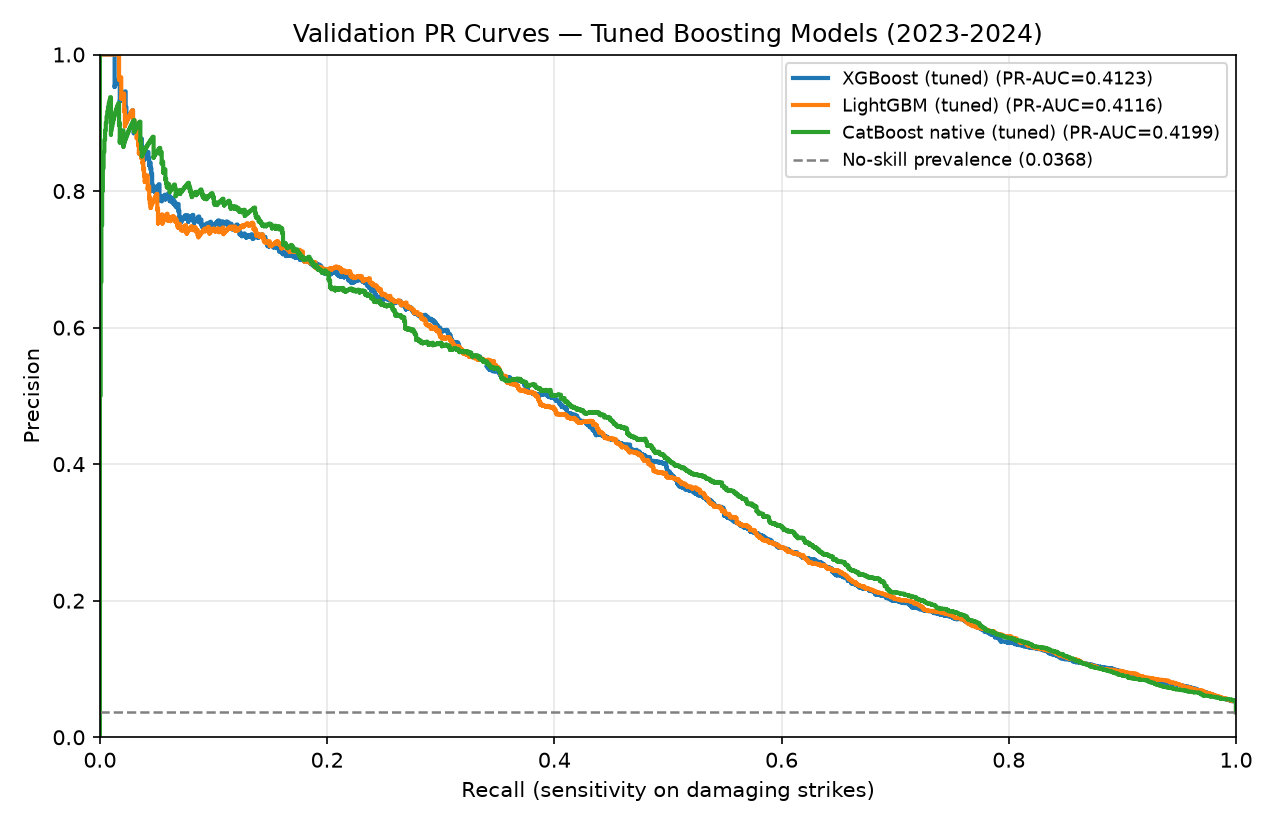 Validation PR Curves — Tuned Boosting Models (2023-2024)
XGBoost (tuned) (PR-AUC=0.4123)
LightGBM (tuned) (PR-AUC=0.4116)
CatBoost native (tuned) (PR-AUC=0.4199)
No-skill prevalence (0.0368)
Precision
1.0
0.8
0.6
0.4
0.2
0.0
0.0 0.2 0.4 0.6 0.8 1.0
Recall (sensitivity on damaging strikes)